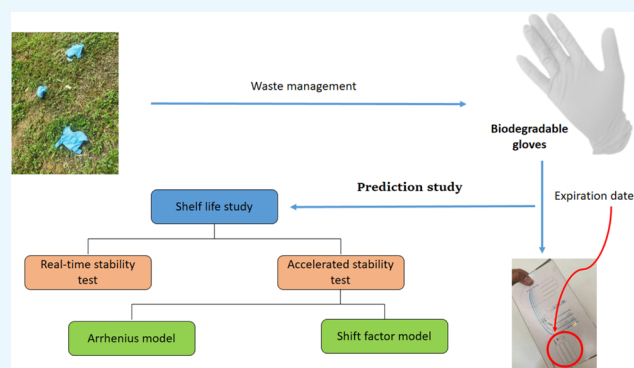 Waste management
Biodegradable
gloves
Prediction study
Expiration date
Shelf life study
Real-time stability
test
Accelerated stability
test
Arrhenius model
Shift factor model